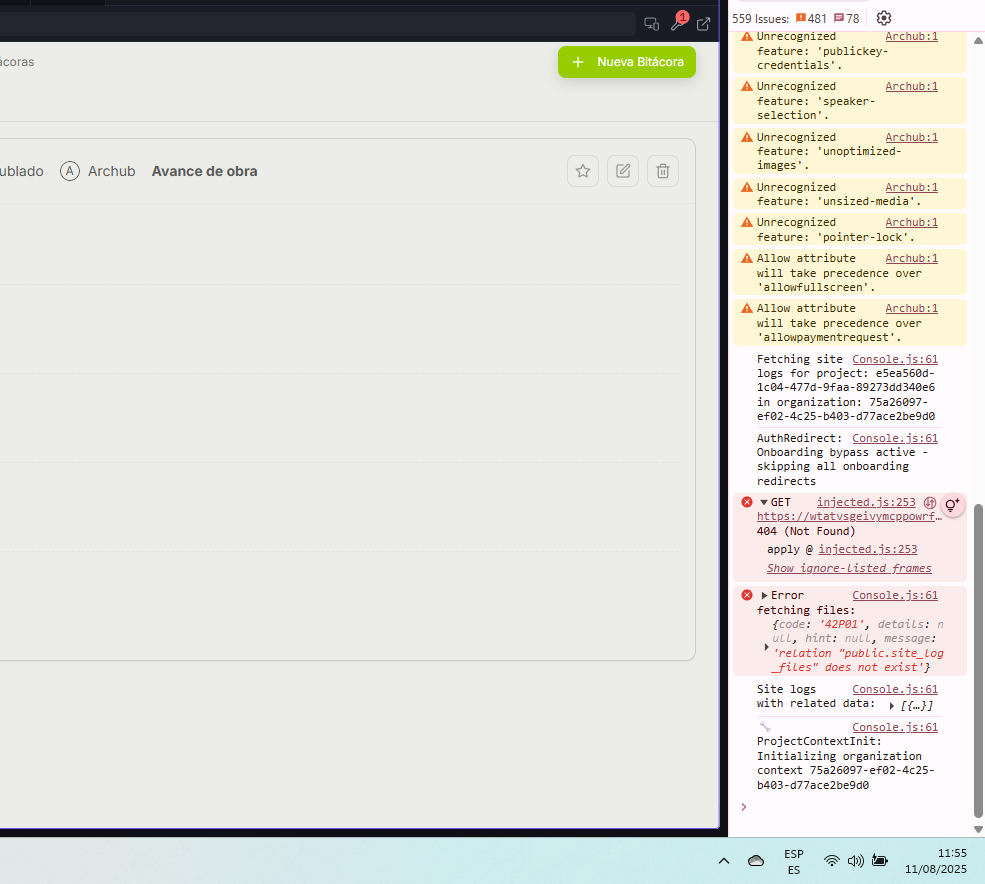 559 Issues: 481 78
1
ácoras
+ Nueva Bitácora
ublado A Archub Avance de obra
Unrecognized Archub:1
feature: 'publickey-
credentials'.
Unrecognized Archub:1
feature: 'speaker-
selection'.
Unrecognized Archub:1
feature: 'unoptimized-
images'.
Unrecognized Archub:1
feature: 'unsized-media'.
Unrecognized Archub:1
feature: 'pointer-lock'.
Allow attribute Archub:1
will take precedence over
'allowfullscreen'.
Allow attribute Archub:1
will take precedence over
'allowpaymentrequest'.
Fetching site Console.js:61
logs for project: e5ea560d-
1c04-477d-9faa-89273dd340e6
in organization: 75a26097-
ef02-4c25-b403-d77ace2be9d0
AuthRedirect: Console.js:61
Onboarding bypass active -
skipping all onboarding
redirects
GET injected.js:253
https://wtatvsgeivymcppowrf…
404 (Not Found)
apply @ injected.js:253
Show ignore-listed frames
Error Console.js:61
fetching files:
{code: '42P01', details: n
ull, hint: null, message:
'relation "public.site_log
_files" does not exist'}
Site logs Console.js:61
with related data: [{…}]
Console.js:61
ProjectContextInit:
Initializing organization
context 75a26097-ef02-4c25-
b403-d77ace2be9d0
ESP
ES
11:55
11/08/2025